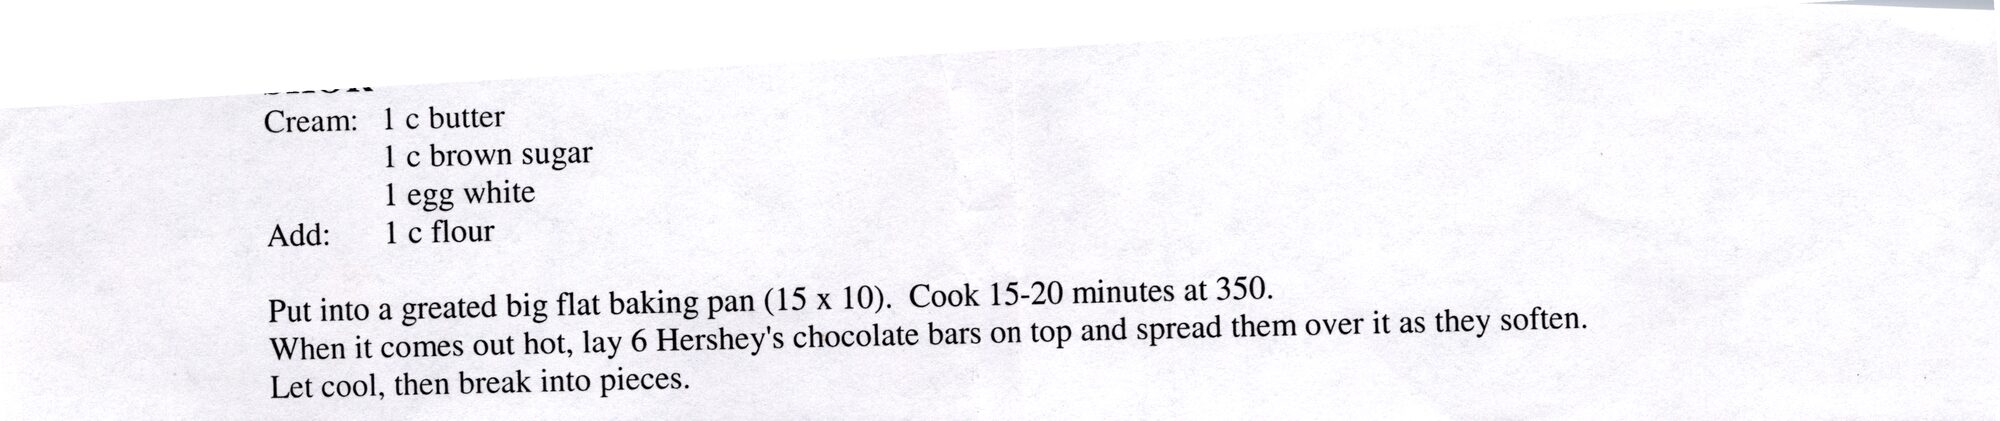 Cream: 1 c butter
1 c brown sugar
1 egg white
Add: 1 c flour
Put into a greated big flat baking pan (15 x 10). Cook 15-20 minutes at 350.
When it comes out hot, lay 6 Hershey's chocolate bars on top and spread them over it as they soften.
Let cool, then break into pieces.